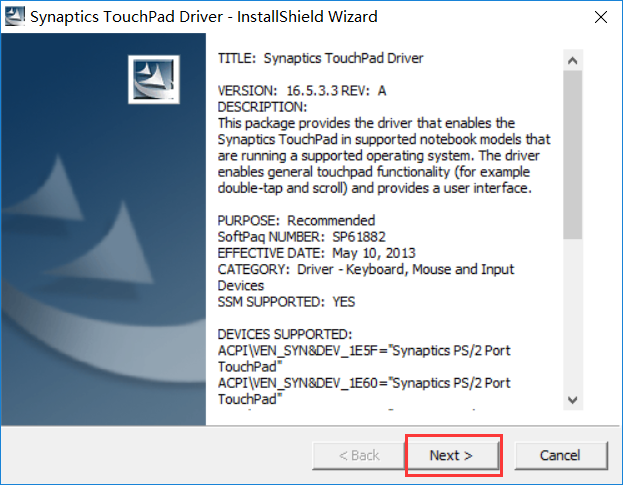 Synaptics TouchPad Driver - InstallShield Wizard
TITLE: Synaptics TouchPad Driver
VERSION: 16.5.3.3 REV: A
DESCRIPTION:
This package provides the driver that enables the
Synaptics TouchPad in supported notebook models that
are running a supported operating system. The driver
enables general touchpad functionality (for example
double-tap and scroll) and provides a user interface.
PURPOSE: Recommended
SoftPaq NUMBER: SP61882
EFFECTIVE DATE: May 10, 2013
CATEGORY: Driver - Keyboard, Mouse and Input
Devices
SSM SUPPORTED: YES
DEVICES SUPPORTED:
ACPI\VEN_SYN&DEV_1E5F="Synaptics PS/2 Port
TouchPad"
ACPI\VEN_SYN&DEV_1E60="Synaptics PS/2 Port
TouchPad"
< Back
Next >
Cancel